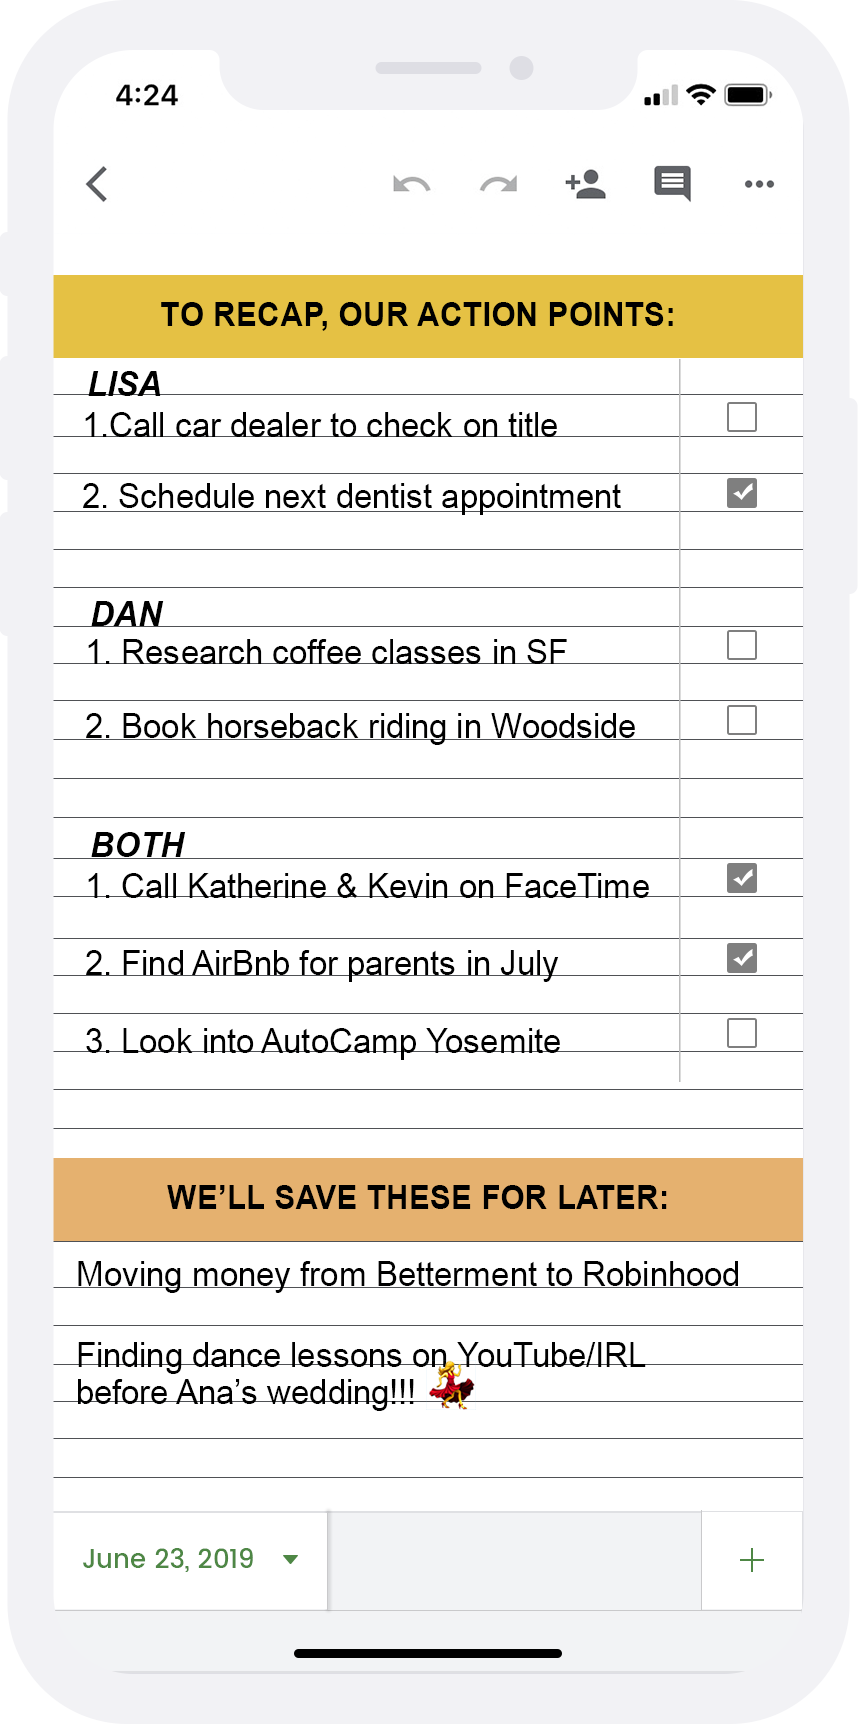 4:24
TO RECAP, OUR ACTION POINTS:
LISA
1.Call car dealer to check on title
2. Schedule next dentist appointment
DAN
1. Research coffee classes in SF
2. Book horseback riding in Woodside
BOTH
1. Call Katherine & Kevin on FaceTime
2. Find AirBnb for parents in July
3. Look into AutoCamp Yosemite
WE’LL SAVE THESE FOR LATER:
Moving money from Betterment to Robinhood
Finding dance lessons on YouTube/IRL
before Ana’s wedding!!! 💃
June 23, 2019